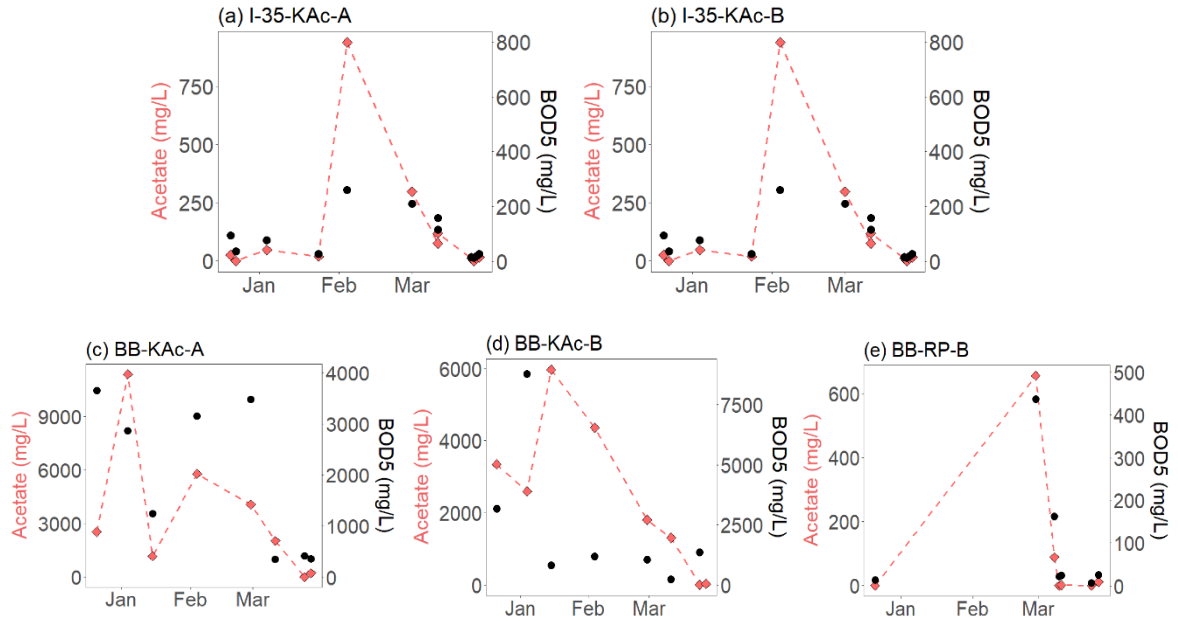 (a) I-35-KAc-A
Acetate (mg/L)
750
500
250
0
800
600
400
200
0
BOD5 (mg/L)
Jan Feb Mar
(b) I-35-KAc-B
Acetate (mg/L)
750
500
250
0
800
600
400
200
0
BOD5 (mg/L)
Jan Feb Mar
(c) BB-KAc-A
Acetate (mg/L)
9000
6000
3000
0
4000
3000
2000
1000
0
BOD5 (mg/L)
Jan Feb Mar
(d) BB-KAc-B
Acetate (mg/L)
6000
4000
2000
0
7500
5000
2500
0
BOD5 (mg/L)
Jan Feb Mar
(e) BB-RP-B
Acetate (mg/L)
600
400
200
0
500
400
300
200
100
0
BOD5 (mg/L)
Jan Feb Mar